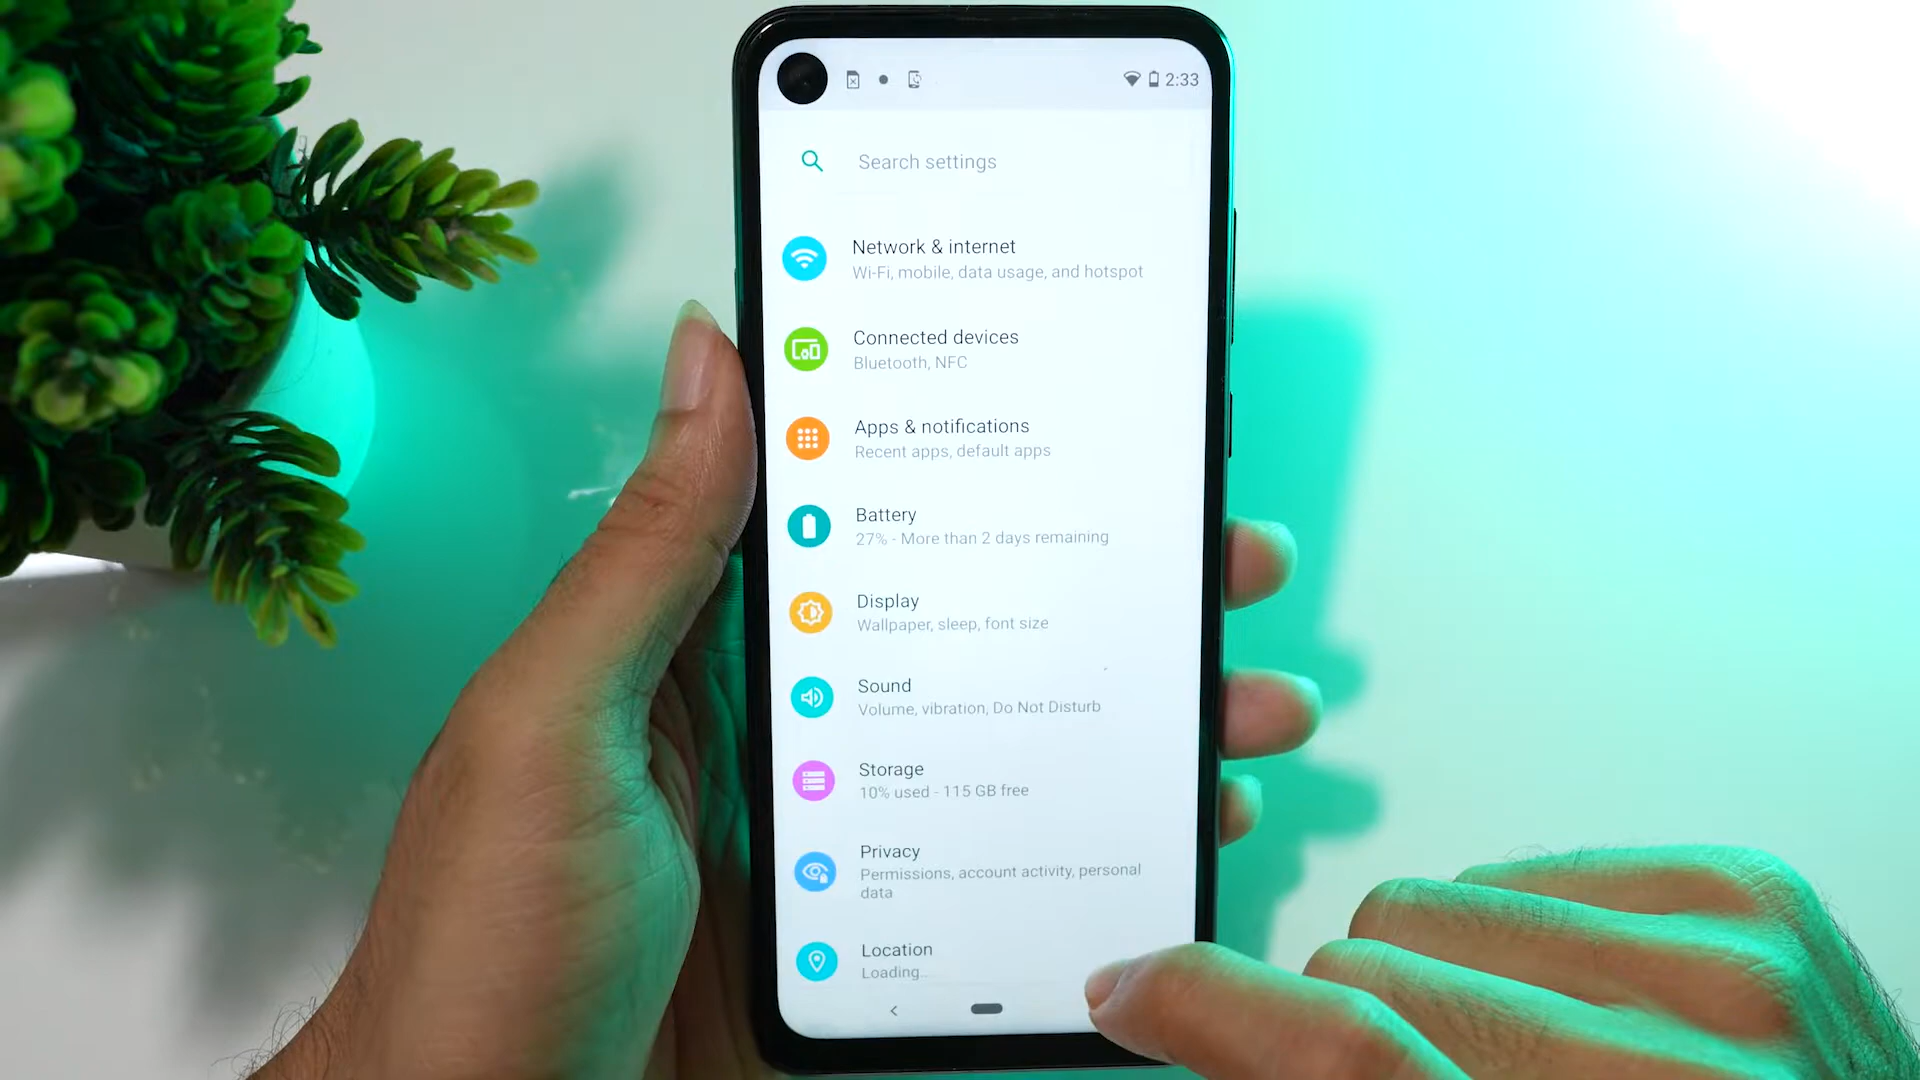 2:33
Search settings
Network & internet
Wi-Fi, mobile, data usage, and hotspot
Connected devices
Bluetooth, NFC
Apps & notifications
Recent apps, default apps
Battery
27% - More than 2 days remaining
Display
Wallpaper, sleep, font size
Sound
Volume, vibration, Do Not Disturb
Storage
10% used - 115 GB free
Privacy
Permissions, account activity, personal
data
Location
Loading...